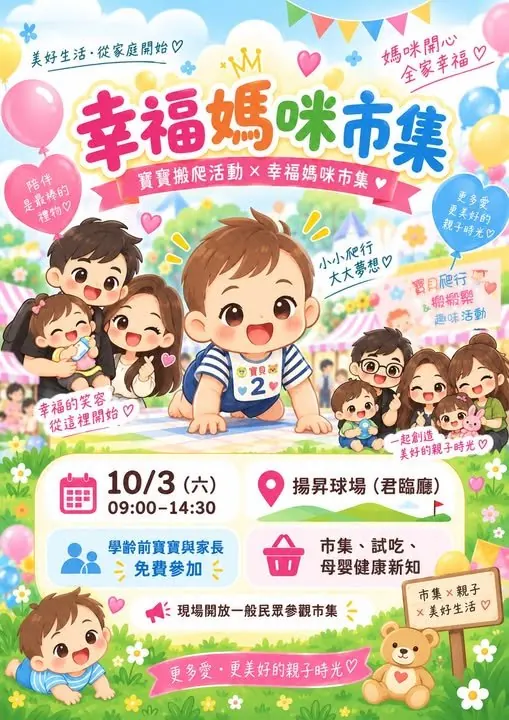 美好生活・從家庭開始♡
媽咪開心
全家幸福♡
幸福媽咪市集
寶寶搬爬活動 × 幸福媽咪市集♥
陪伴
是最棒的
禮物♡
更多愛
更美好的
親子時光♡
小小爬行
大大夢想♡
寶貝爬行
&搬搬樂
趣味活動
寶貝
2
幸福的笑容
從這裡開始♡
一起創造
美好的親子時光♡
10/3(六)
09:00–14:30
揚昇球場(君臨廳)
學齡前寶寶與家長
免費參加
市集、試吃、
母嬰健康新知
現場開放一般民眾參觀市集
市集×親子
×美好生活♡
更多愛・更美好的親子時光♡